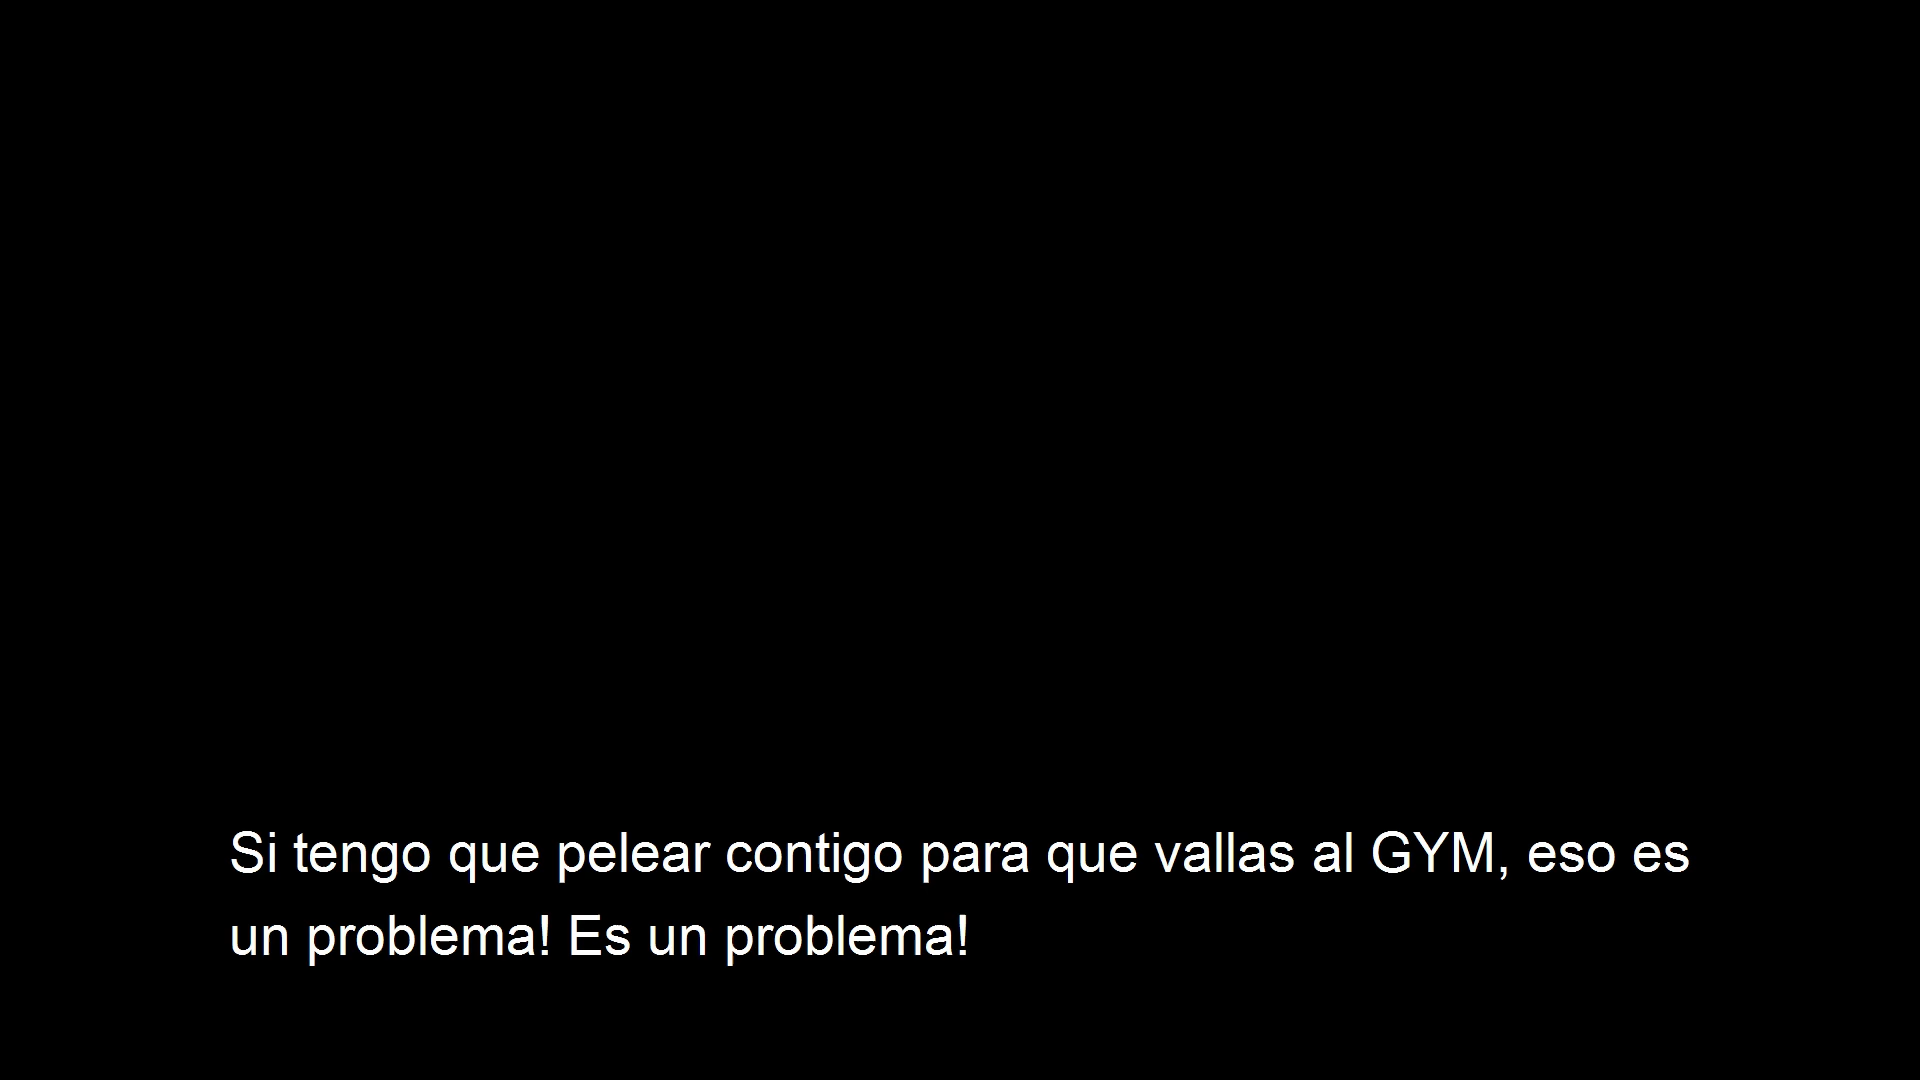 Si tengo que pelear contigo para que vallas al GYM, eso es
un problema! Es un problema!